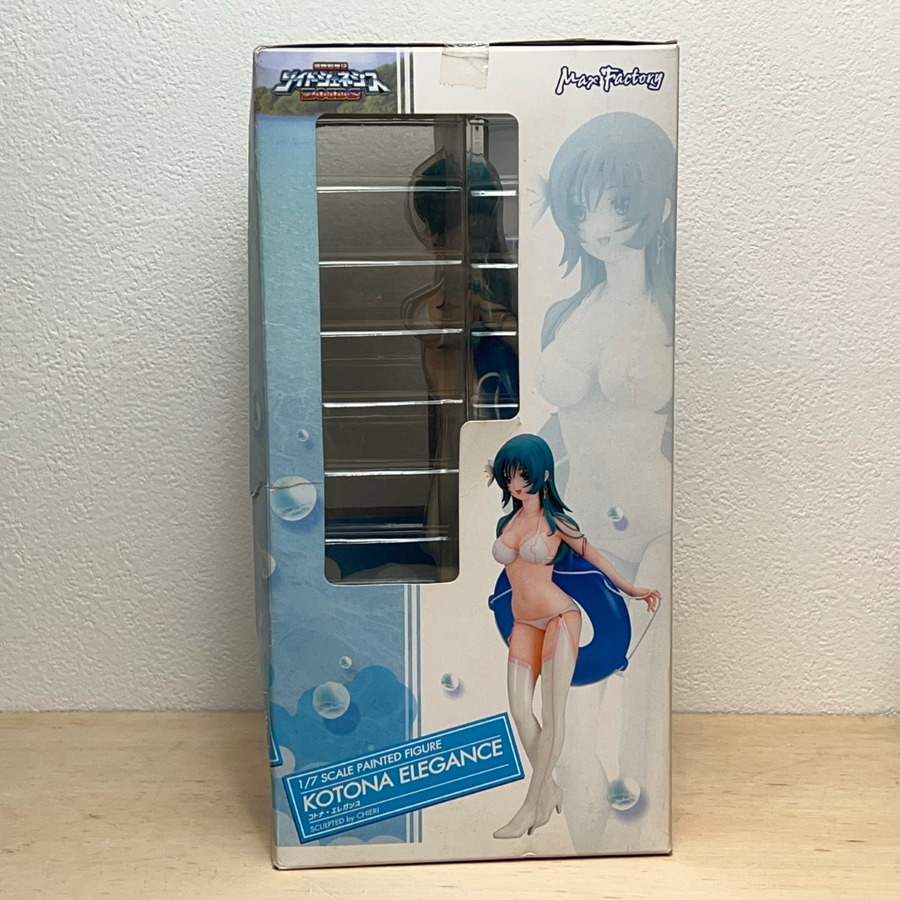 ゾイドジェネシス
Max Factory
1/7 SCALE PAINTED FIGURE
KOTONA ELEGANCE
コトナ・エレガンス
SCULPTED by CHIERI